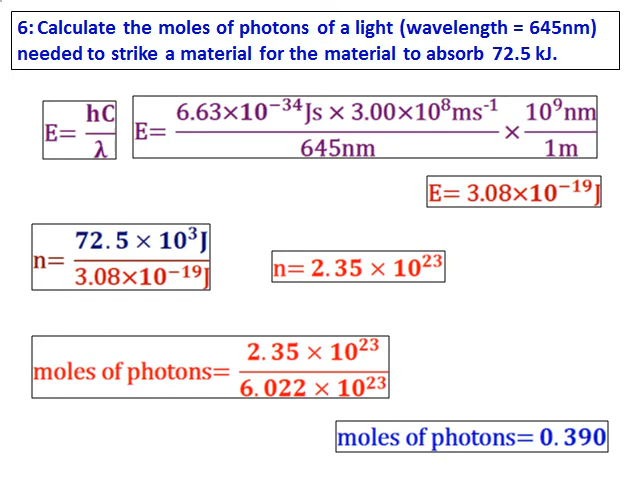 6: Calculate the moles of photons of a light (wavelength = 645nm)
needed to strike a material for the material to absorb 72.5 kJ.
E= hC/λ
E= 6.63×10⁻³⁴Js × 3.00×10⁸ms⁻¹/645nm × 10⁹nm/1m
E= 3.08×10⁻¹⁹J
n= 72.5 × 10³J/3.08×10⁻¹⁹J
n= 2.35 × 10²³
moles of photons= 2.35 × 10²³/6.022 × 10²³
moles of photons= 0.390